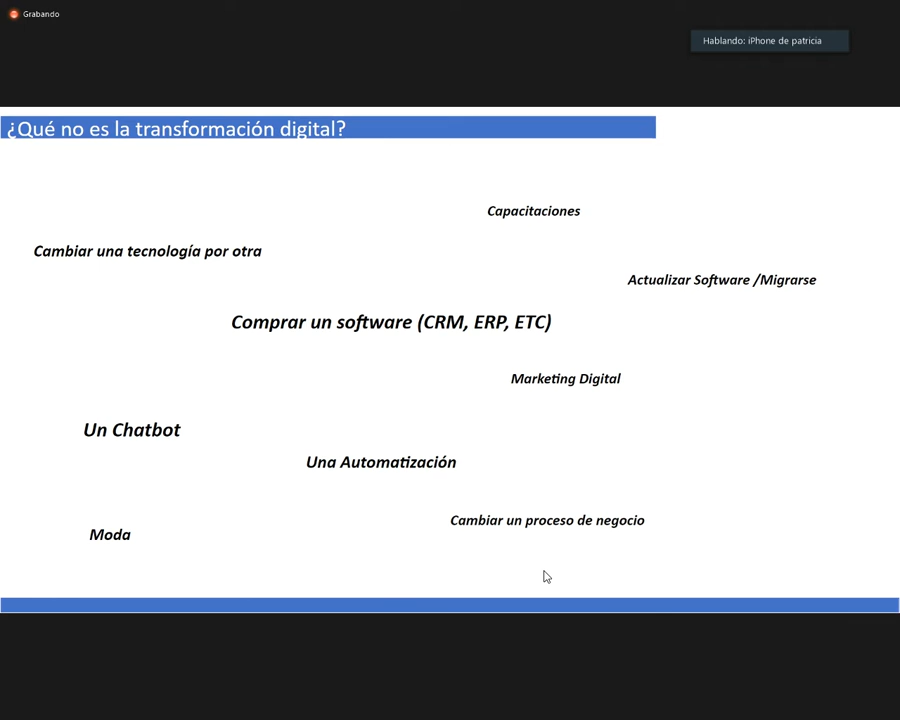 Grabando
Hablando: iPhone de patricia
¿Qué no es la transformación digital?
Capacitaciones
Cambiar una tecnología por otra
Actualizar Software /Migrarse
Comprar un software (CRM, ERP, ETC)
Marketing Digital
Un Chatbot
Una Automatización
Cambiar un proceso de negocio
Moda